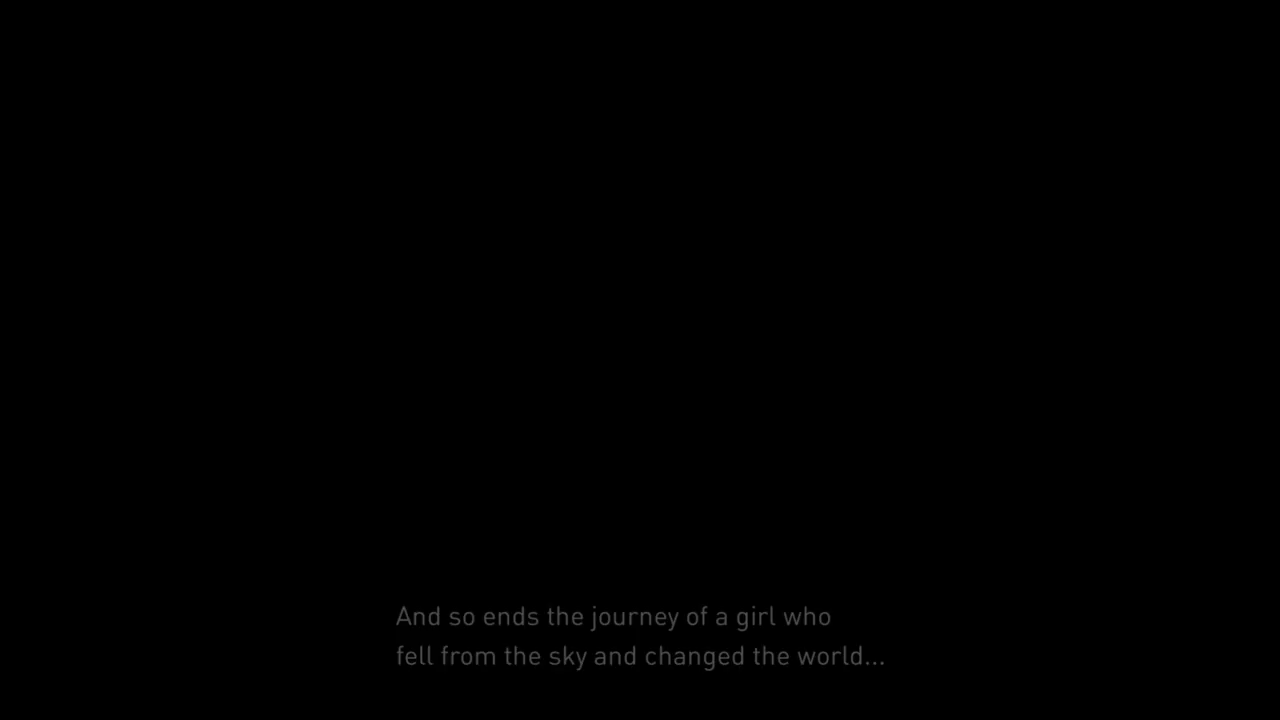 And so ends the journey of a girl who
fell from the sky and changed the world...